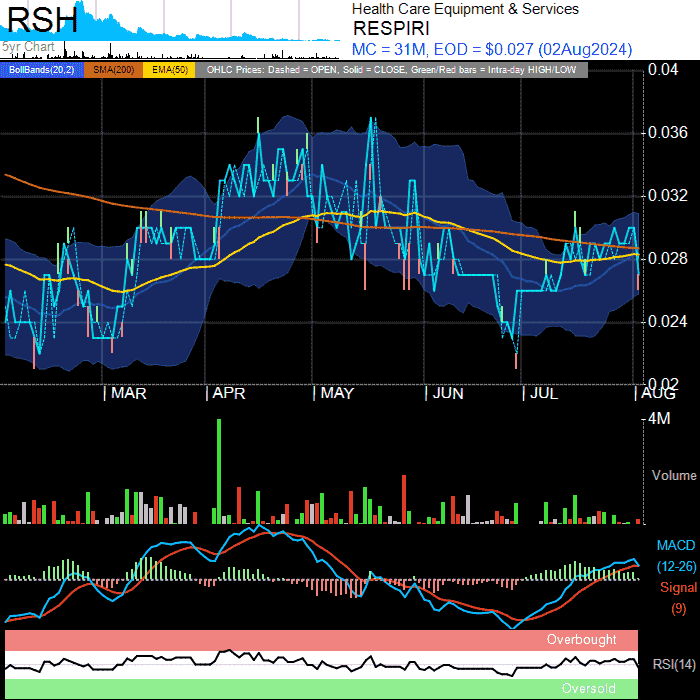 RSH
5yr Chart
Health Care Equipment & Services
RESPIRI
MC = 31M, EOD = $0.027 (02Aug2024)
BollBands(20,2) SMA(200) EMA(50) OHLC Prices: Dashed = OPEN, Solid = CLOSE, Green/Red bars = Intra-day HIGH/LOW
0.04
0.036
0.032
0.028
0.024
0.02
MAR APR MAY JUN JUL AUG
4M
Volume
MACD
(12-26)
Signal
(9)
Overbought
RSI(14)
Oversold